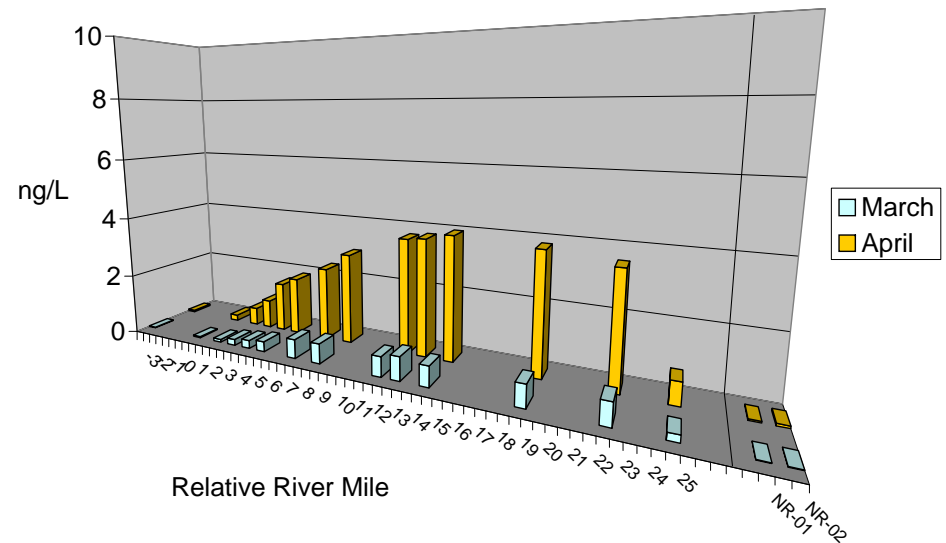 10
8
6
4
2
0
ng/L
March
April
-3 -2 -1 0 1 2 3 4 5 6 7 8 9 10 11 12 13 14 15 16 17 18 19 20 21 22 23 24 25 NR-01 NR-02
Relative River Mile